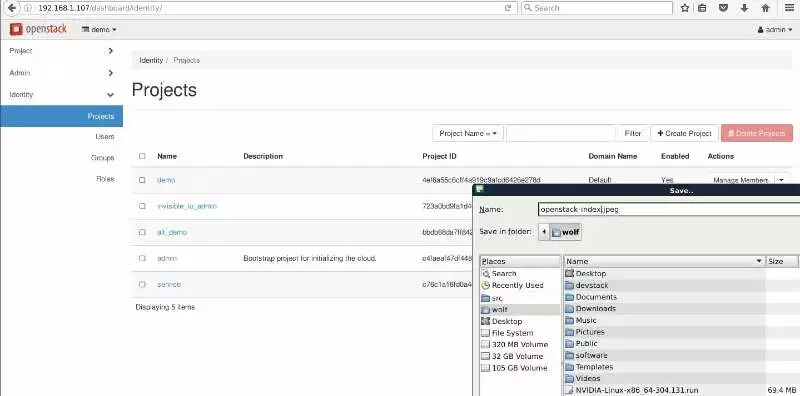 192.168.1.107/dashboard/identity/
Search
openstack
demo
admin
Project
Admin
Identity
Projects
Users
Groups
Roles
Identity / Projects
Projects
Project Name =
Filter
Create Project
Delete Projects
Name Description Project ID Domain Name Enabled Actions
demo Default Yes Manage Members
invisible_to_admin
alt_demo
admin Bootstrap project for initializing the cloud.
service
Displaying 5 items
Save..
Name: openstack-index.jpeg
Save in folder: wolf
Places
Search
Recently Used
src
wolf
Desktop
File System
320 MB Volume
32 GB Volume
105 GB Volume
Name Size
Desktop
devstack
Documents
Downloads
Music
Pictures
Public
software
Templates
Videos
NVIDIA-Linux-x86_64-304.131.run 69.4 MB